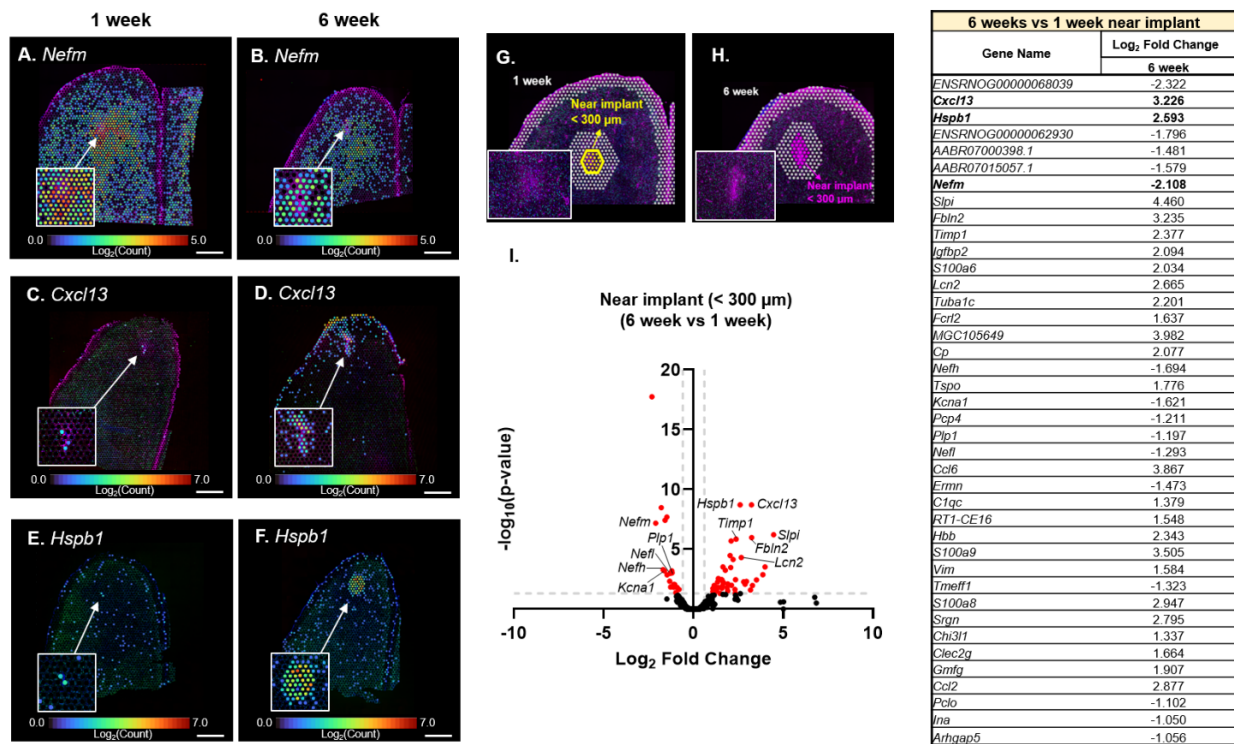 1 week
6 week
A. Nefm
B. Nefm
0.0 5.0
Log2(Count)
0.0 5.0
Log2(Count)
C. Cxcl13
D. Cxcl13
0.0 7.0
Log2(Count)
0.0 7.0
Log2(Count)
E. Hspb1
F. Hspb1
0.0 7.0
Log2(Count)
0.0 7.0
Log2(Count)
G.
1 week
Near implant
< 300 µm
H.
6 week
Near implant
< 300 µm
I.
Near implant (< 300 µm)
(6 week vs 1 week)
-log10(p-value)
20
15
10
5
0
-10 -5 0 5 10
Log2 Fold Change
Hspb1
Cxcl13
Nefm
Timp1
Slpi
Plp1
Fbln2
Nefl
Lcn2
Nefh
Kcna1
6 weeks vs 1 week near implant
Gene Name Log2 Fold Change
6 week
ENSRNOG00000068039 -2.322
Cxcl13 3.226
Hspb1 2.593
ENSRNOG00000062930 -1.796
AABR07000398.1 -1.481
AABR07015057.1 -1.579
Nefm -2.108
Slpi 4.460
Fbln2 3.235
Timp1 2.377
Igfbp2 2.094
S100a6 2.034
Lcn2 2.665
Tuba1c 2.201
Fcrl2 1.637
MGC105649 3.982
Cp 2.077
Nefh -1.694
Tspo 1.776
Kcna1 -1.621
Pcp4 -1.211
Plp1 -1.197
Nefl -1.293
Ccl6 3.867
Ermn -1.473
C1qc 1.379
RT1-CE16 1.548
Hbb 2.343
S100a9 3.505
Vim 1.584
Tmeff1 -1.323
S100a8 2.947
Srgn 2.795
Chi3l1 1.337
Clec2g 1.664
Gmfg 1.907
Ccl2 2.877
Pclo -1.102
Ina -1.050
Arhgap5 -1.056